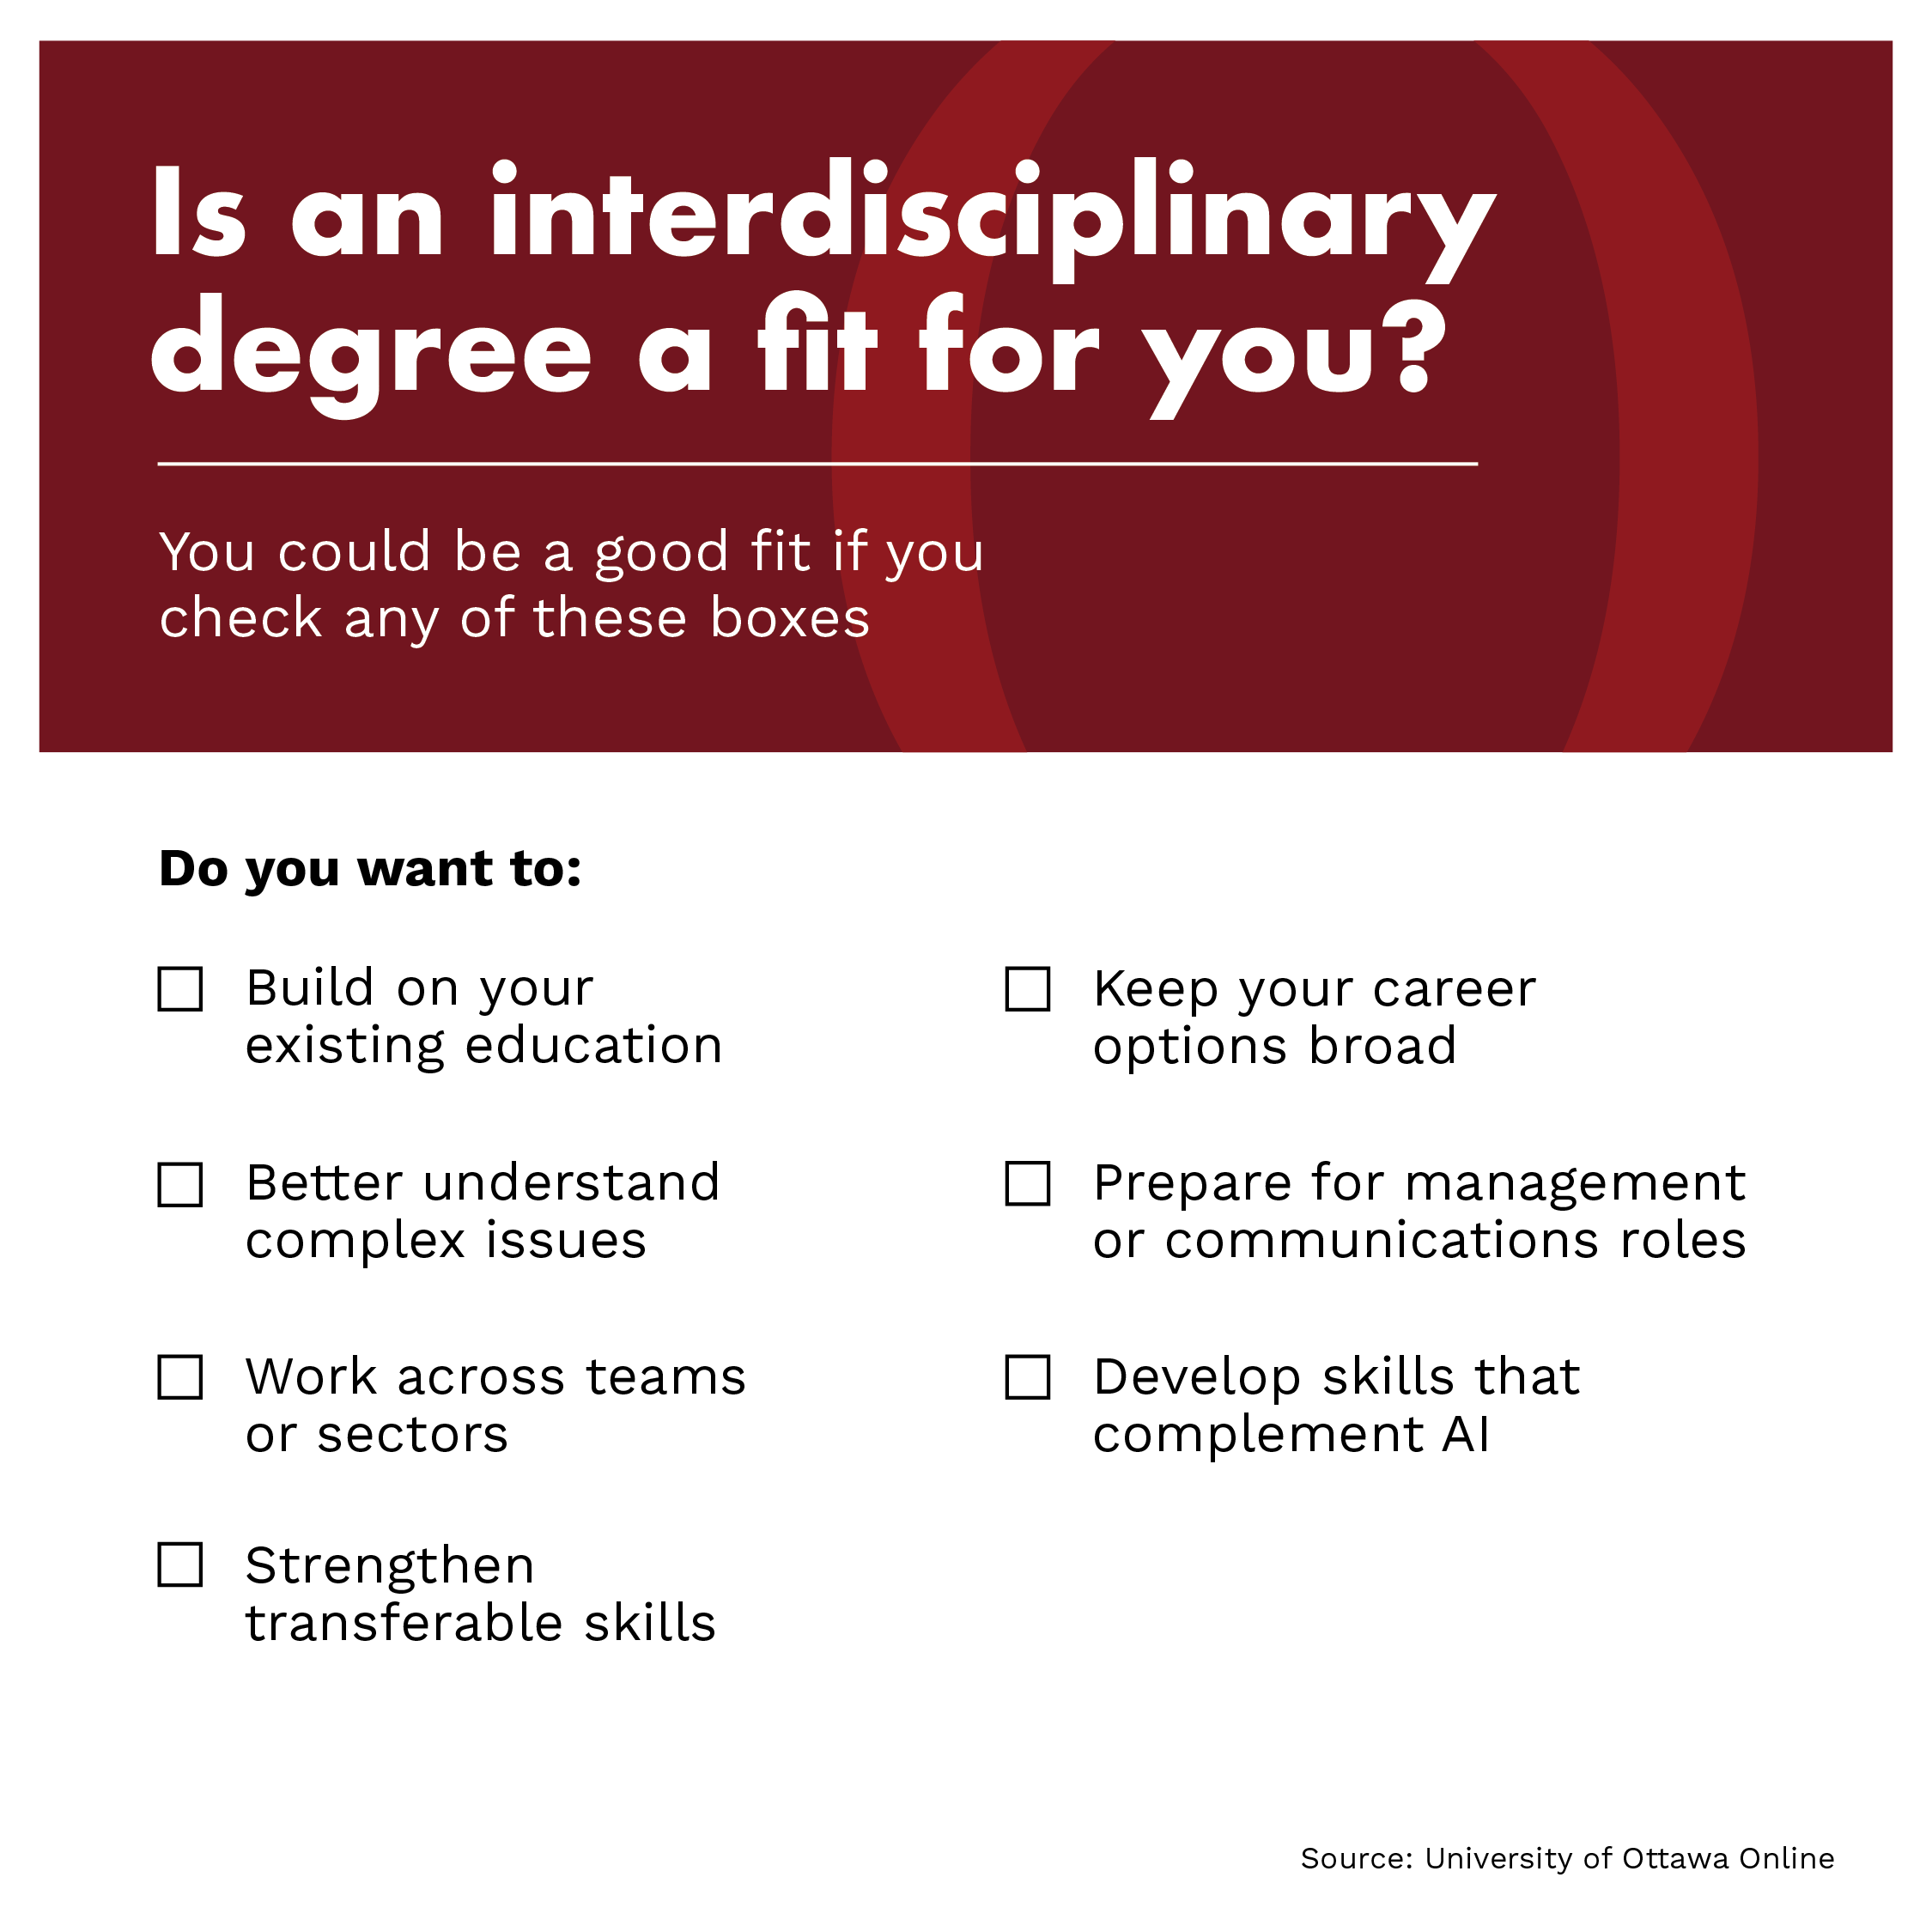 Is an interdisciplinary
degree a fit for you?
You could be a good fit if you
check any of these boxes
Do you want to:
Build on your
existing education
Better understand
complex issues
Work across teams
or sectors
Strengthen
transferable skills
Keep your career
options broad
Prepare for management
or communications roles
Develop skills that
complement AI
Source: University of Ottawa Online